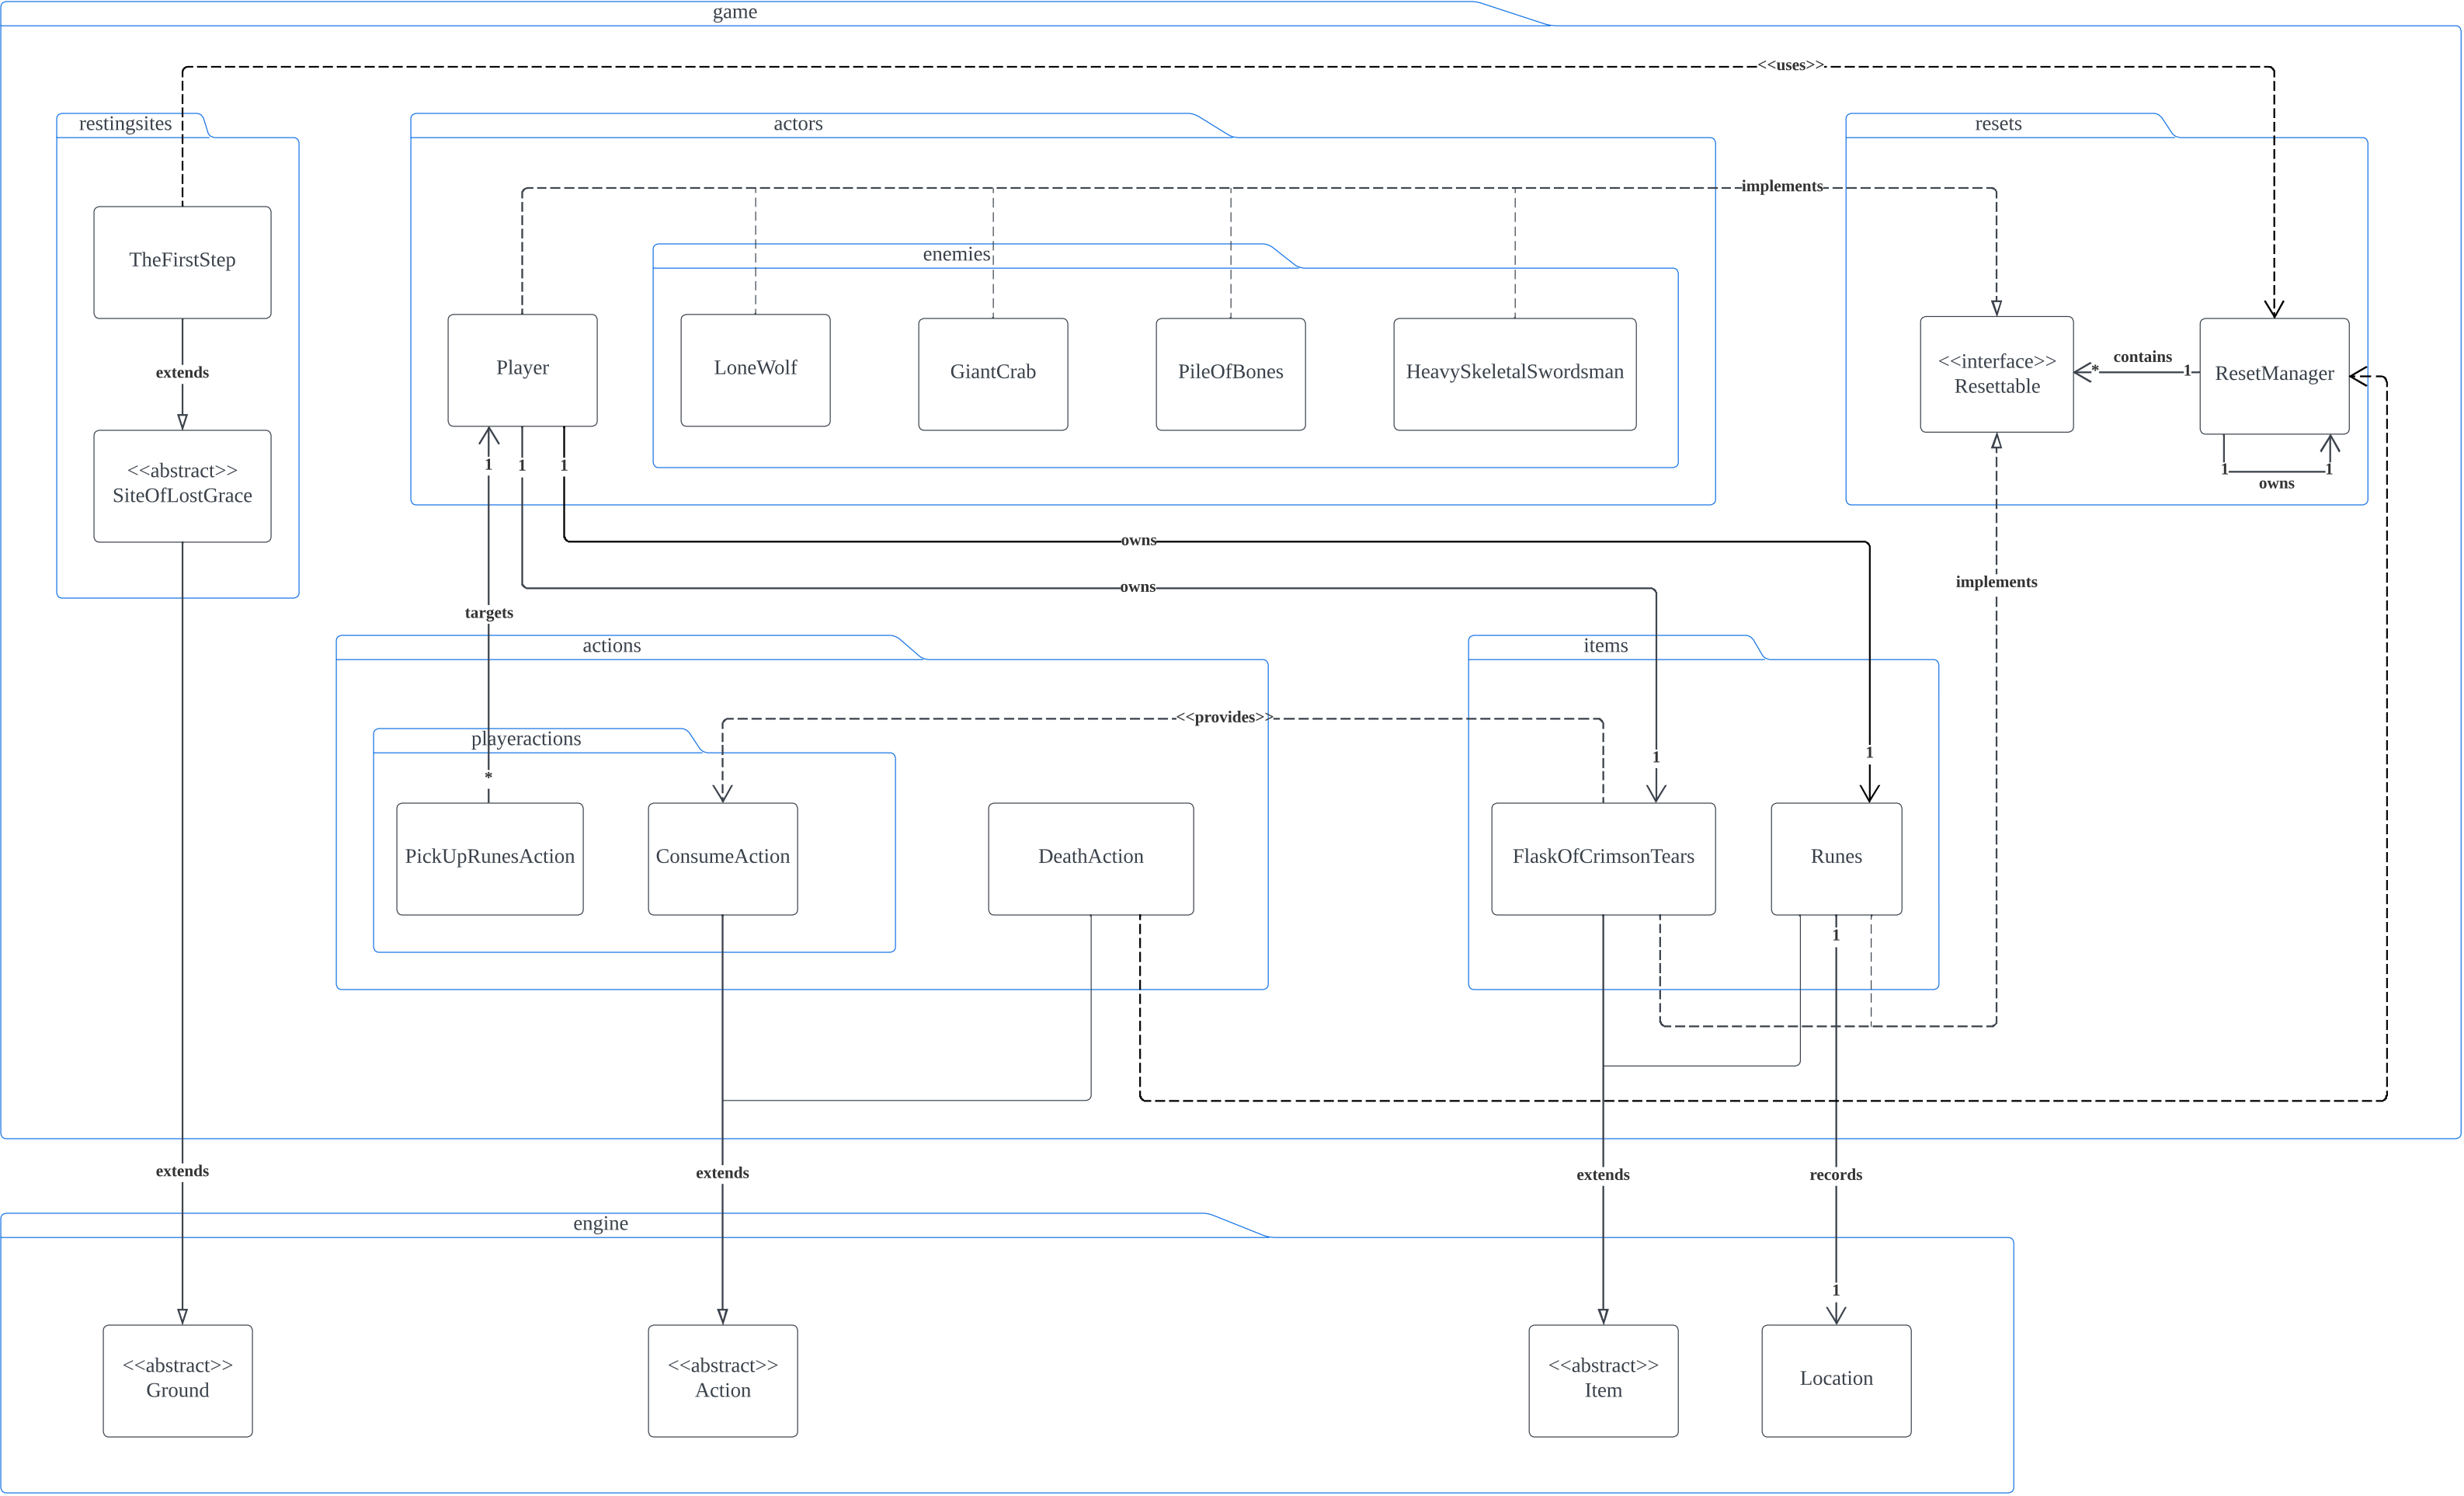 game
<<uses>>
restingsites
actors
resets
implements
enemies
TheFirstStep
Player
LoneWolf
GiantCrab
PileOfBones
HeavySkeletalSwordsman
<<interface>>
Resettable
contains
*
1
ResetManager
extends
<<abstract>>
SiteOfLostGrace
1
1
1
1
1
owns
owns
owns
implements
targets
actions
items
<<provides>>
playeractions
*
1
1
PickUpRunesAction
ConsumeAction
DeathAction
FlaskOfCrimsonTears
Runes
1
extends
extends
extends
records
engine
1
<<abstract>>
Ground
<<abstract>>
Action
<<abstract>>
Item
Location